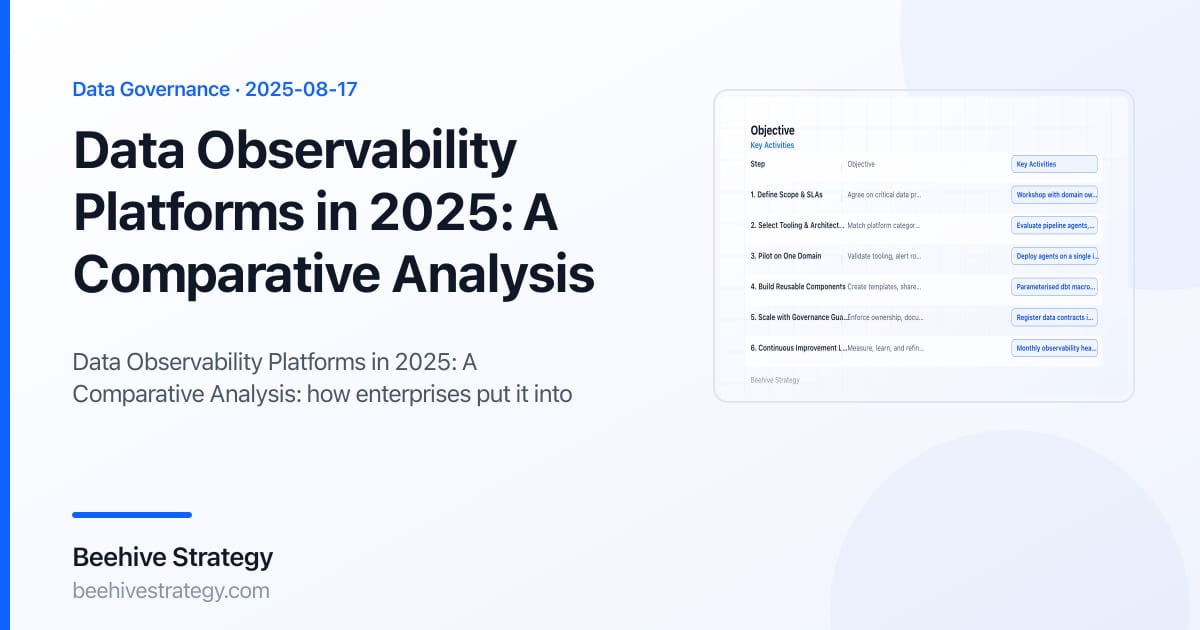 Data Governance · 2025-08-17
Data Observability
Platforms in 2025: A
Comparative Analysis
Data Observability Platforms in 2025: A
Comparative Analysis: how enterprises put it into
Beehive Strategy
beehivestrategy.com
Objective
Key Activities
Step Objective Key Activities
1. Define Scope & SLAs Agree on critical data pr... Workshop with domain ow...
2. Select Tooling & Architect... Match platform categor... Evaluate pipeline agents,...
3. Pilot on One Domain Validate tooling, alert ro... Deploy agents on a single l...
4. Build Reusable Components Create templates, share... Parameterised dbt macro...
5. Scale with Governance Gua... Enforce ownership, docu... Register data contracts i...
6. Continuous Improvement L... Measure, learn, and refin... Monthly observability hea...
Beehive Strategy